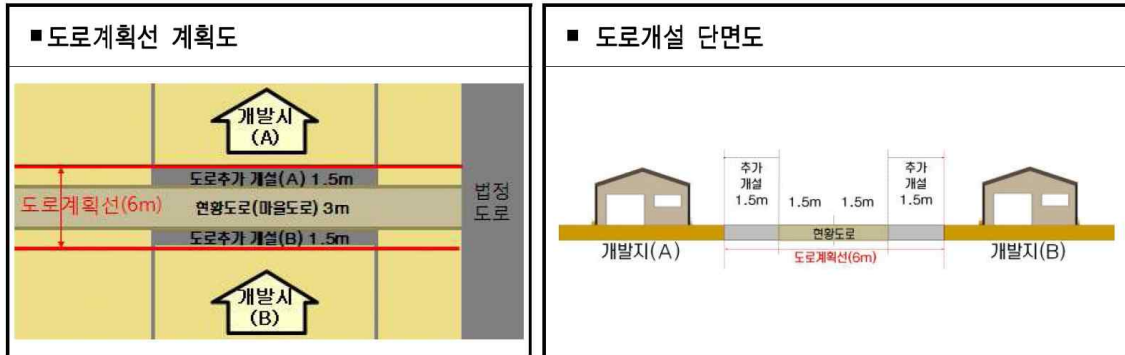 ■ 도로계획선 계획도
개발시
(A)
도로추가 개설(A) 1.5m
도로계획선(6m)
현황도로(마을도로) 3m
도로추가 개설(B) 1.5m
법정
도로
개발시
(B)
■ 도로개설 단면도
추가
개설
1.5m
1.5m 1.5m
추가
개설
1.5m
현황도로
개발지(A)
도로계획선(6m)
개발지(B)